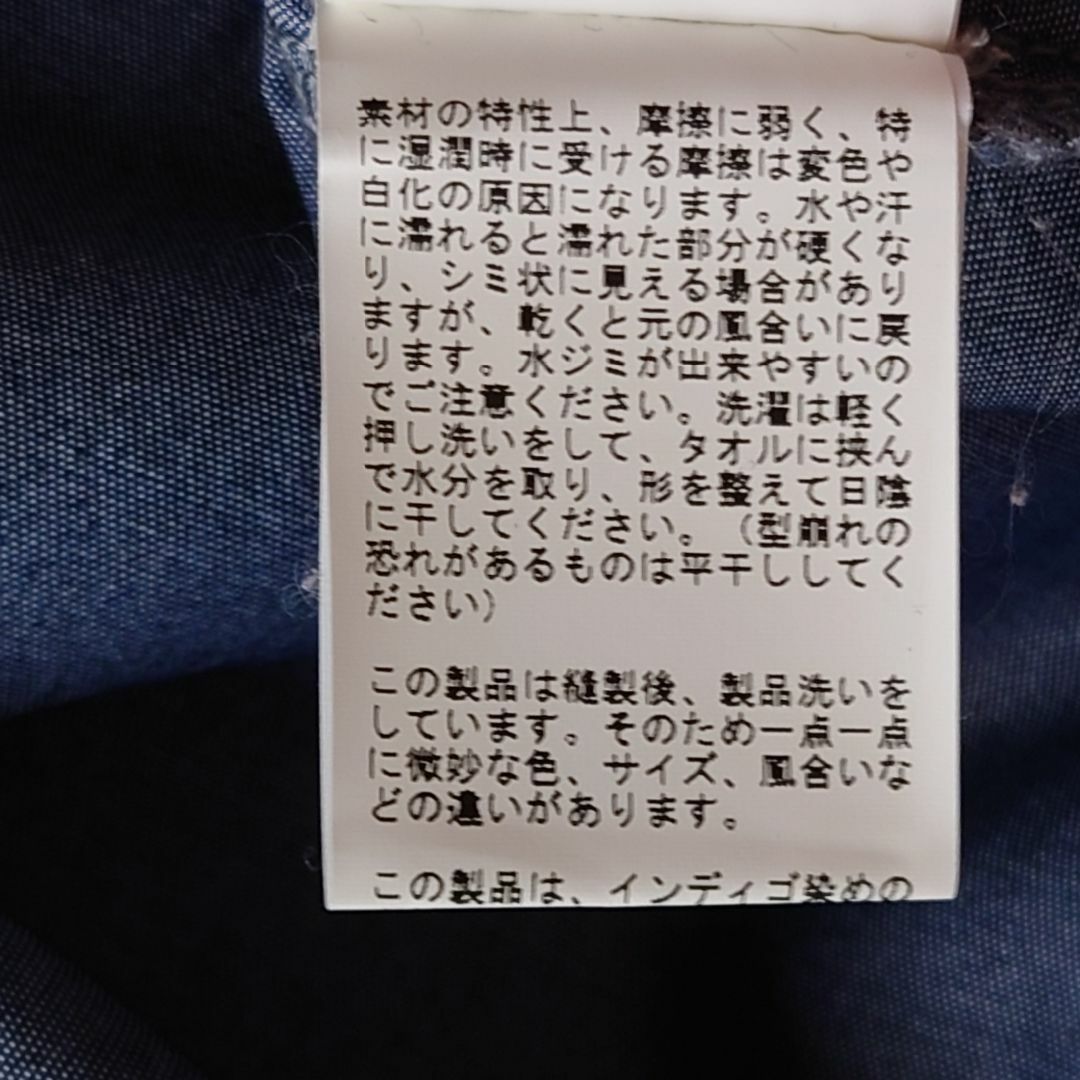 素材の特性上、摩擦に弱く、特
に湿潤時に受ける摩擦は変色や
白化の原因になります。水や汗
に濡れると濡れた部分が硬くな
り、シミ状に見える場合があり
ますが、乾くと元の風合いに戻
ります。水ジミが出来やすいの
でご注意ください。洗濯は軽く
押し洗いをして、タオルに挟ん
で水分を取り、形を整えて日陰
に干してください。（型崩れの
恐れがあるものは平干ししてく
ださい）
この製品は縫製後、製品洗いを
しています。そのため一点一点
に微妙な色、サイズ、風合いな
どの違いがあります。
この製品は、インディゴ染めの